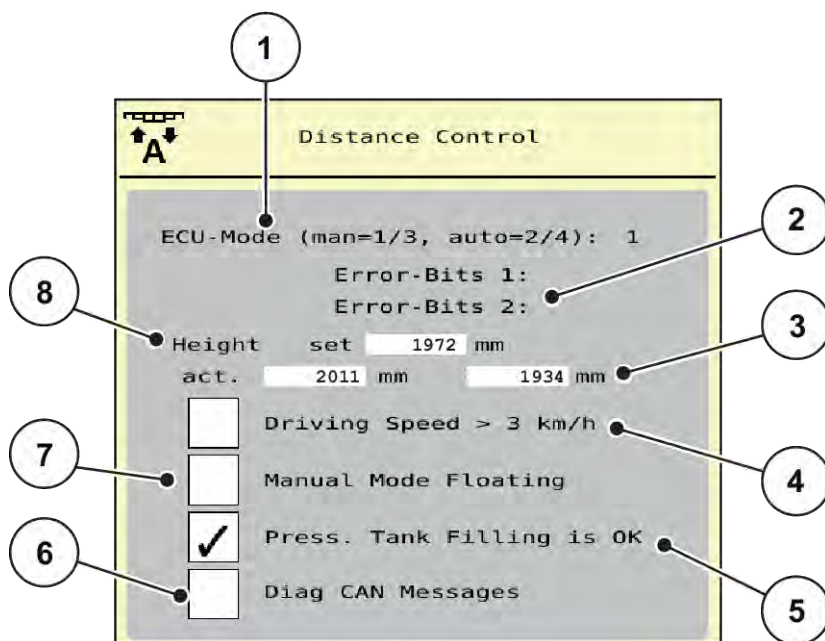 1
A
Distance Control
ECU-Mode (man=1/3, auto=2/4): 1
2
Error-Bits 1:
Error-Bits 2:
8
Height set 1972 mm
3
act. 2011 mm 1934 mm
Driving Speed > 3 km/h
4
7
Manual Mode Floating
Press. Tank Filling is OK
6
Diag CAN Messages
5